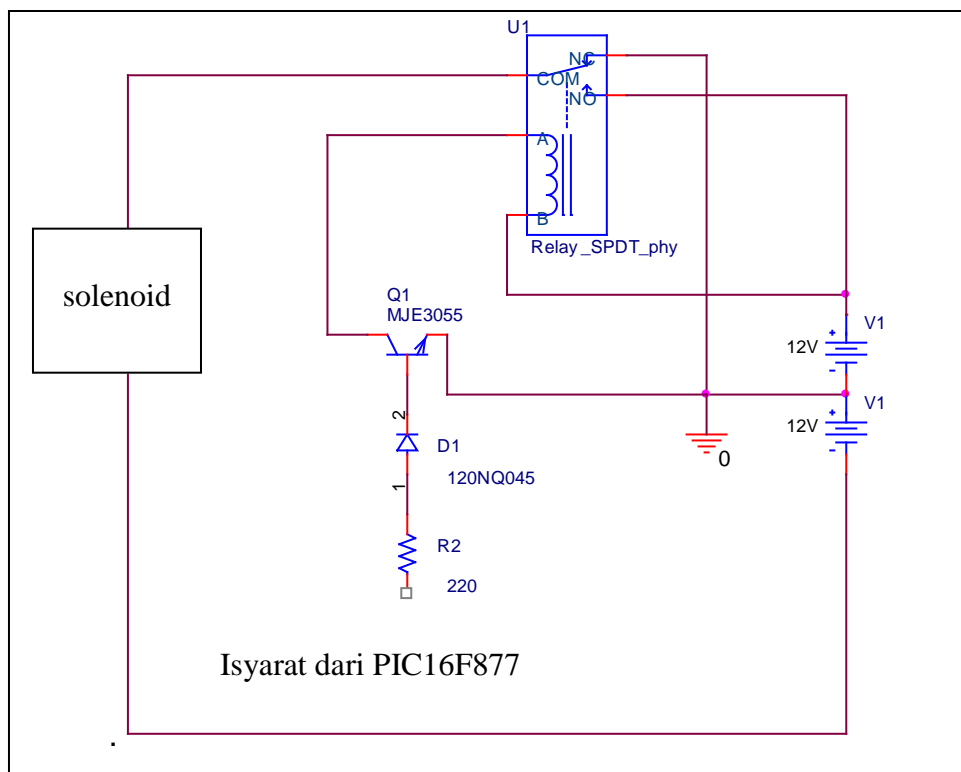 U1
NC
COM
NO
A
B
Relay_SPDT_phy
solenoid
Q1
MJE3055
V1
12V
+
-
V1
12V
+
-
2
D1
120NQ045
1
0
R2
220
Isyarat dari PIC16F877
.